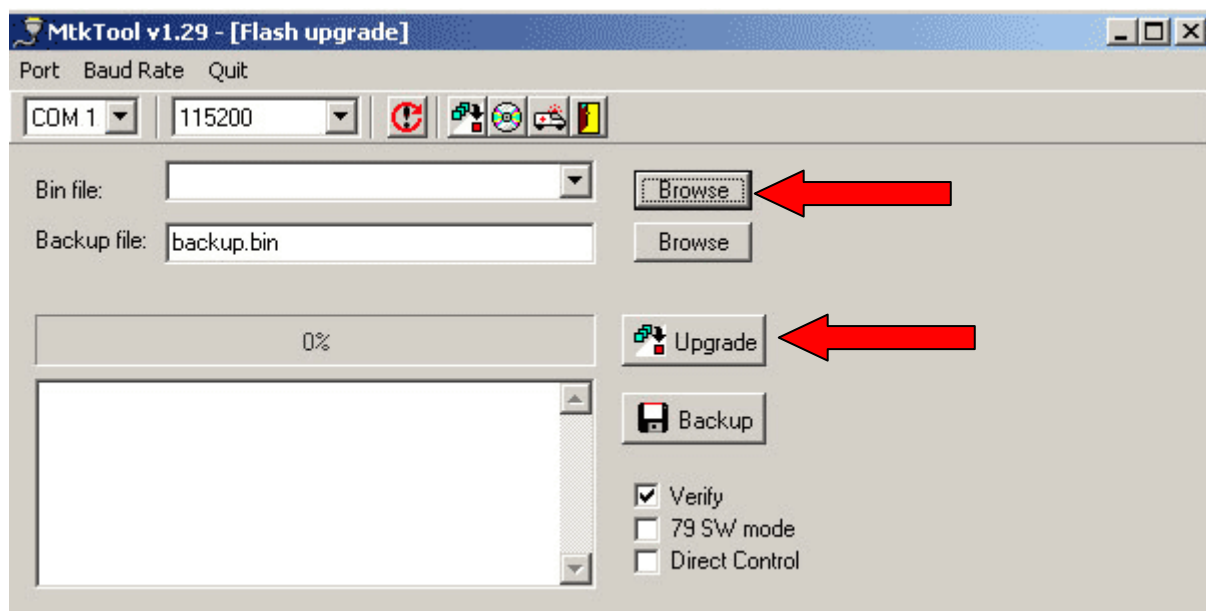 MtkTool v1.29 - [Flash upgrade]
Port Baud Rate Quit
COM 1 115200
Bin file: Browse
Backup file: backup.bin Browse
0% Upgrade
Backup
Verify
79 SW mode
Direct Control